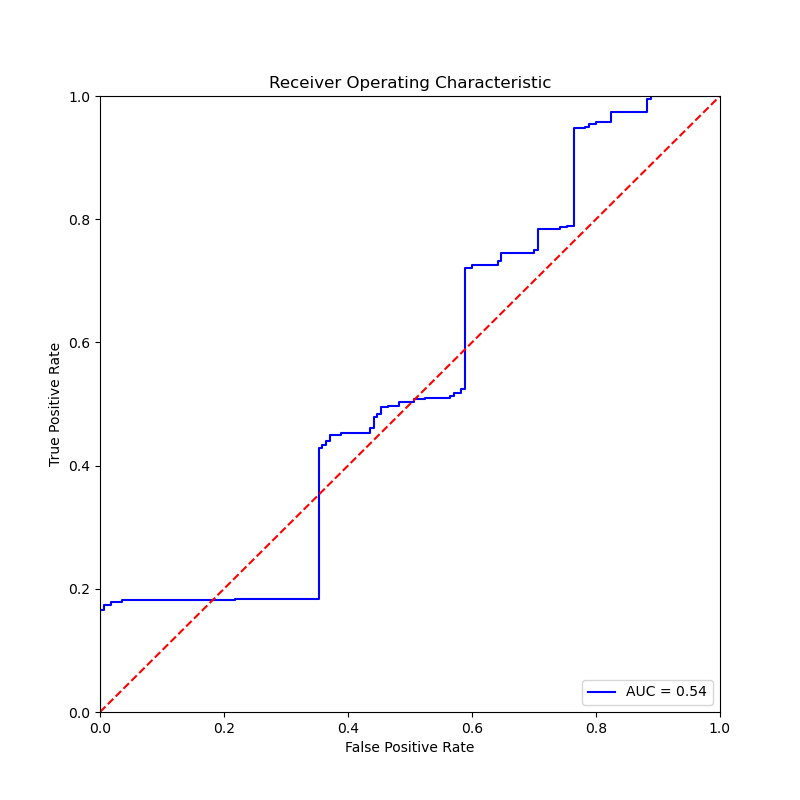 Receiver Operating Characteristic
1.0
0.8
0.6
0.4
0.2
0.0
True Positive Rate
AUC = 0.54
0.0 0.2 0.4 0.6 0.8 1.0
False Positive Rate